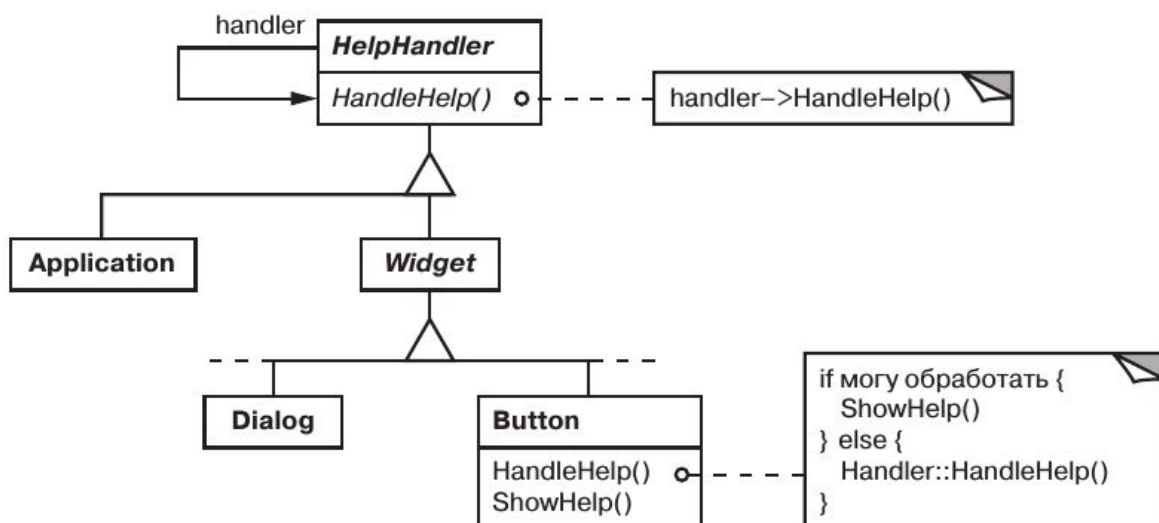 handler
HelpHandler
HandleHelp()
handler–>HandleHelp()
Application
Widget
Dialog
Button
HandleHelp()
ShowHelp()
if могу обработать {
ShowHelp()
} else {
Handler::HandleHelp()
}